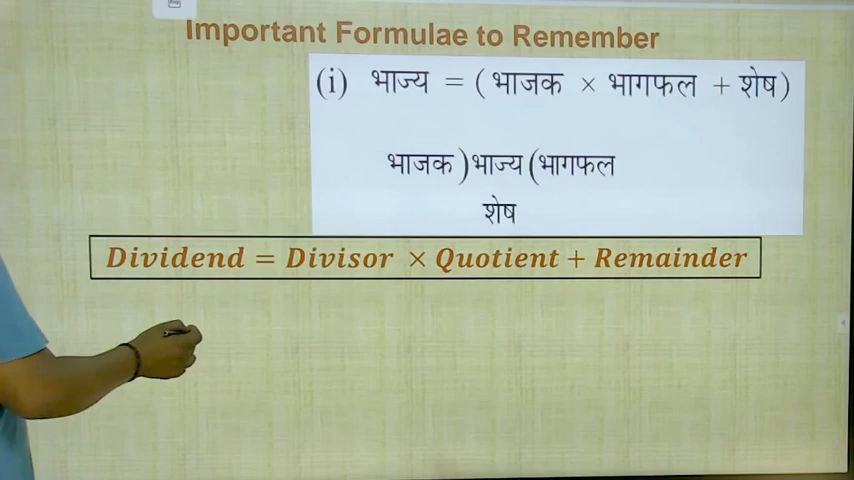 Important Formulae to Remember
(i) भाज्य = ( भाजक × भागफल + शेष )
भाजक ) भाज्य ( भागफल
शेष
Dividend = Divisor × Quotient + Remainder